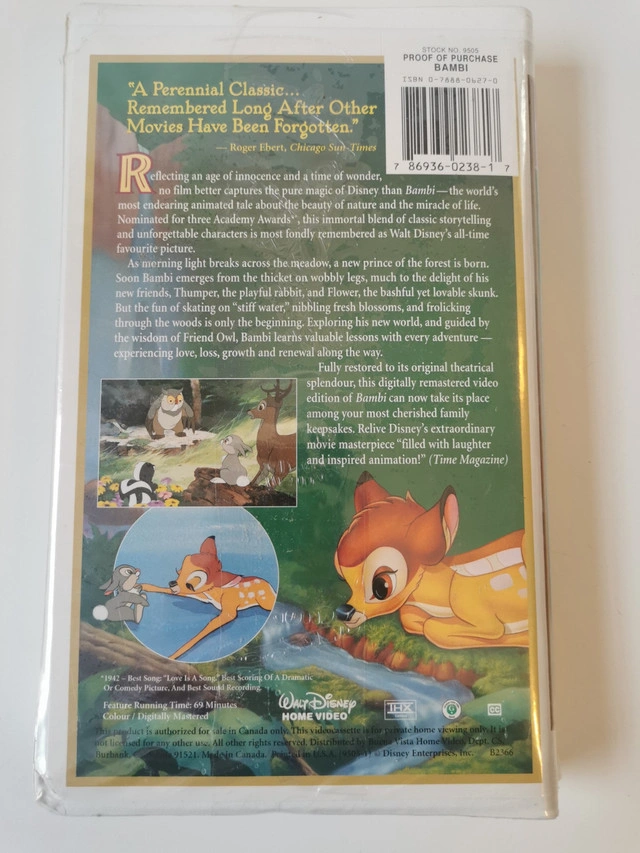 STOCK NO. 9505
PROOF OF PURCHASE
BAMBI
ISBN 0-7888-0627-0
7 86936-0238-1 7
"A Perennial Classic...
Remembered Long After Other
Movies Have Been Forgotten."
— Roger Ebert, Chicago Sun-Times
Reflecting an age of innocence and a time of wonder,
no film better captures the pure magic of Disney than Bambi — the world's
most endearing animated tale about the beauty of nature and the miracle of life.
Nominated for three Academy Awards*, this immortal blend of classic storytelling
and unforgettable characters is most fondly remembered as Walt Disney's all-time
favourite picture.
As morning light breaks across the meadow, a new prince of the forest is born.
Soon Bambi emerges from the thicket on wobbly legs, much to the delight of his
new friends, Thumper, the playful rabbit, and Flower, the bashful yet lovable skunk.
But the fun of skating on "stiff water," nibbling fresh blossoms, and frolicking
through the woods is only the beginning. Exploring his new world, and guided by
the wisdom of Friend Owl, Bambi learns valuable lessons with every adventure —
experiencing love, loss, growth and renewal along the way.
Fully restored to its original theatrical
splendour, this digitally remastered video
edition of Bambi can now take its place
among your most cherished family
keepsakes. Relive Disney's extraordinary
movie masterpiece "filled with laughter
and inspired animation!" (Time Magazine)
*1942 – Best Song: "Love Is A Song," Best Scoring Of A Dramatic
Or Comedy Picture, And Best Sound Recording.
Feature Running Time: 69 Minutes
Colour / Digitally Mastered
WALT DISNEY
HOME VIDEO
THX
CC
This product is authorized for sale in Canada only. This videocassette is for private home viewing only. It is
not licensed for any other use. All other rights reserved. Distributed by Buena Vista Home Video, Dept. CS,
Burbank, 91521. Made in Canada. Printed in U.S.A. © Disney Enterprises, Inc. B2566